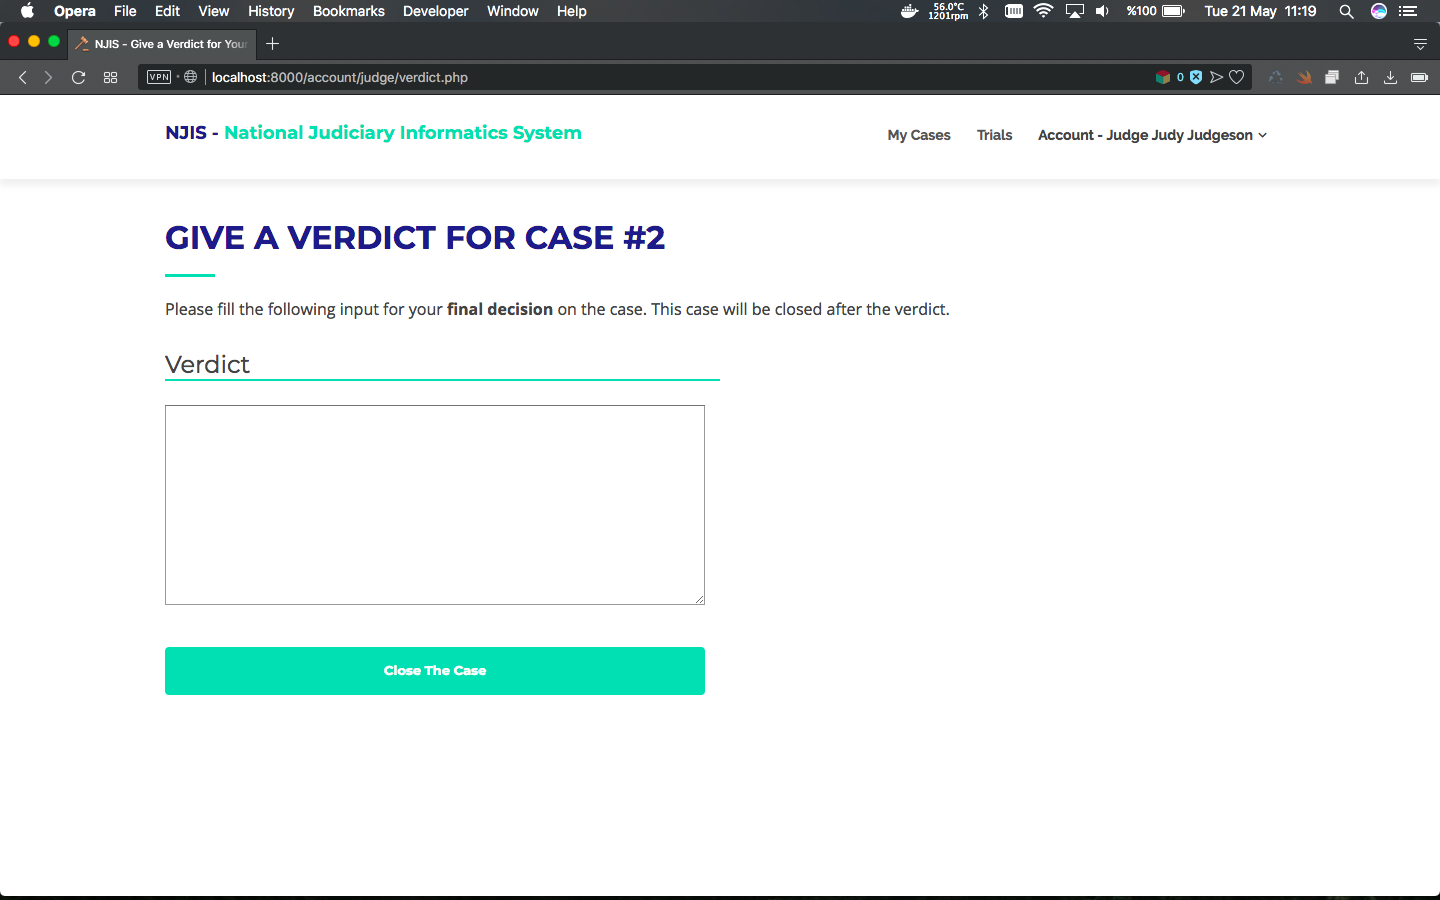 Opera File Edit View History Bookmarks Developer Window Help 56.0°C 1201rpm %100 Tue 21 May 11:19
NJIS - Give a Verdict for Your
VPN localhost:8000/account/judge/verdict.php 0
NJIS - National Judiciary Informatics System
My Cases Trials Account - Judge Judy Judgeson
GIVE A VERDICT FOR CASE #2
Please fill the following input for your final decision on the case. This case will be closed after the verdict.
Verdict
Close The Case